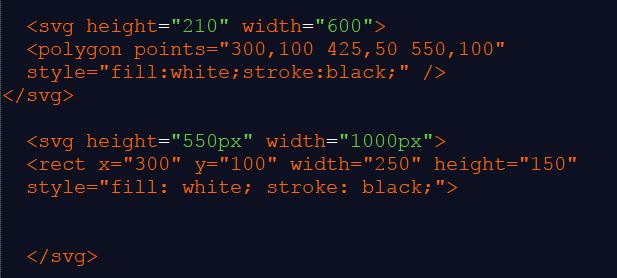 <svg height="210" width="600">
<polygon points="300,100 425,50 550,100"
style="fill:white;stroke:black;" />
</svg>
<svg height="550px" width="1000px">
<rect x="300" y="100" width="250" height="150"
style="fill: white; stroke: black;">
</svg>